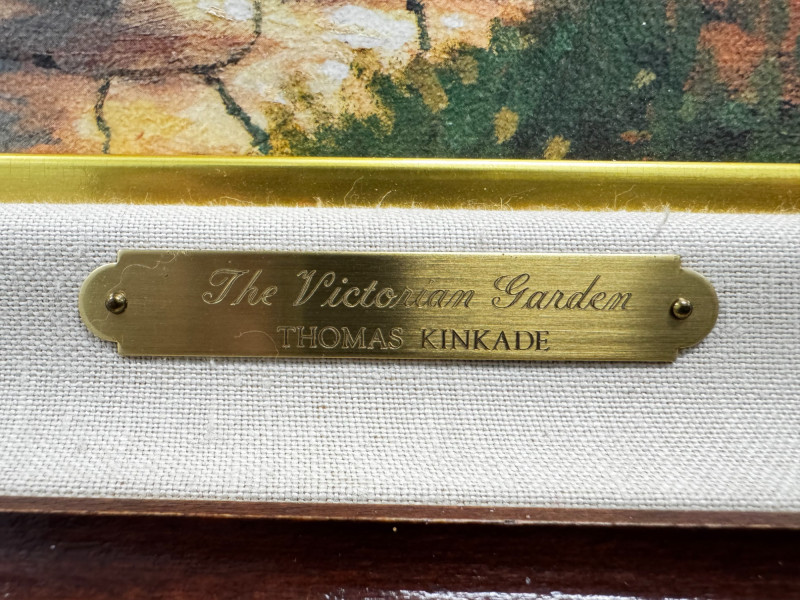 The Victorian Garden
THOMAS KINKADE